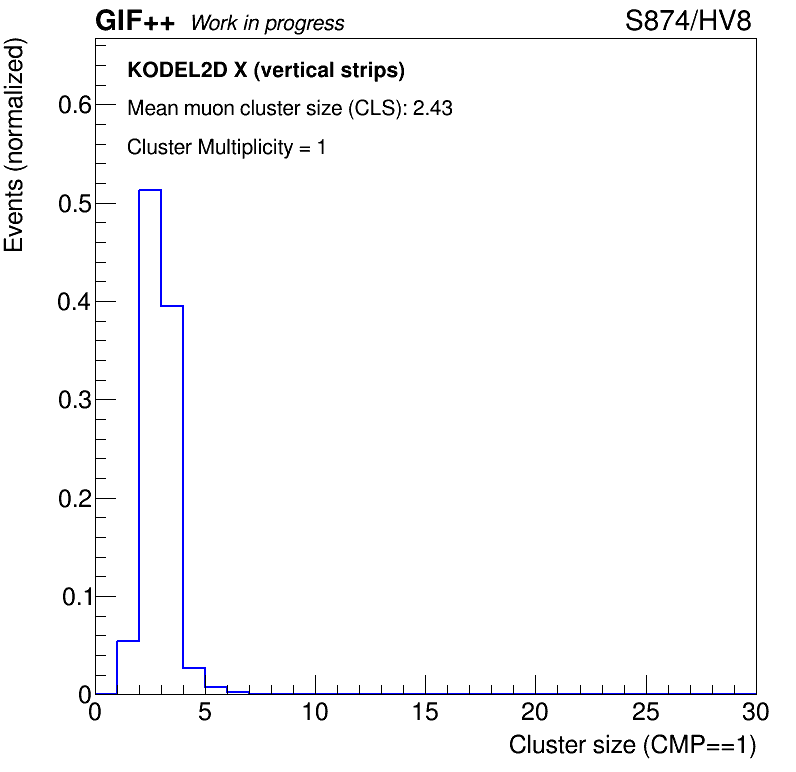 GIF++ Work in progress S874/HV8
Events (normalized)
KODEL2D X (vertical strips)
Mean muon cluster size (CLS): 2.43
Cluster Multiplicity = 1
0.6
0.5
0.4
0.3
0.2
0.1
0
0 5 10 15 20 25 30
Cluster size (CMP==1)